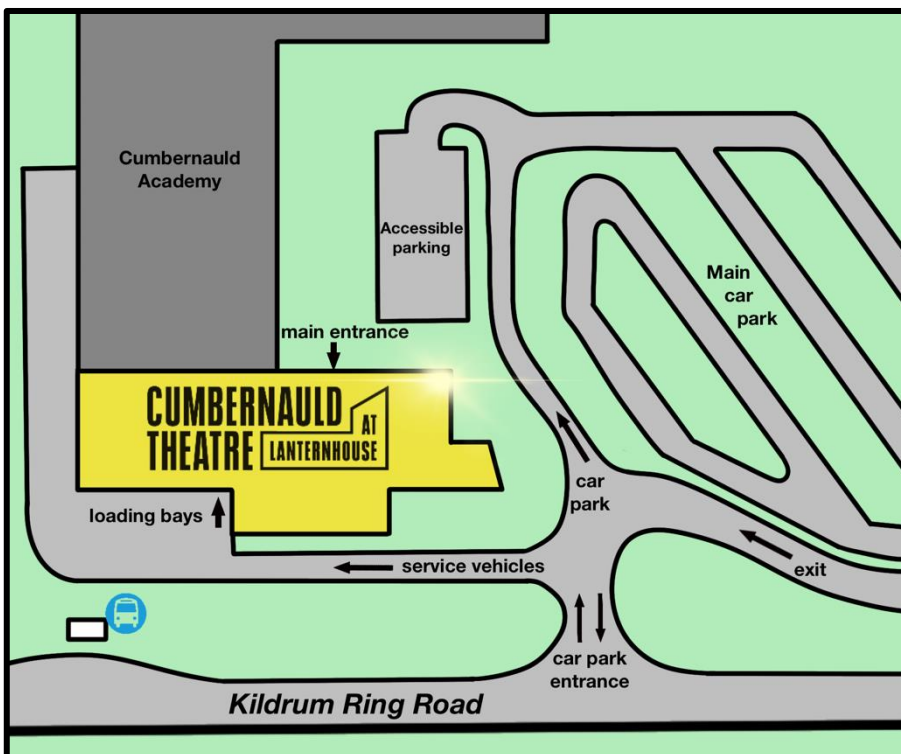 Cumbernauld
Academy
Accessible
parking
Main
car
park
main entrance
CUMBERNAULD
THEATRE
AT
LANTERNHOUSE
car
park
loading bays
service vehicles
exit
car park
entrance
Kildrum Ring Road